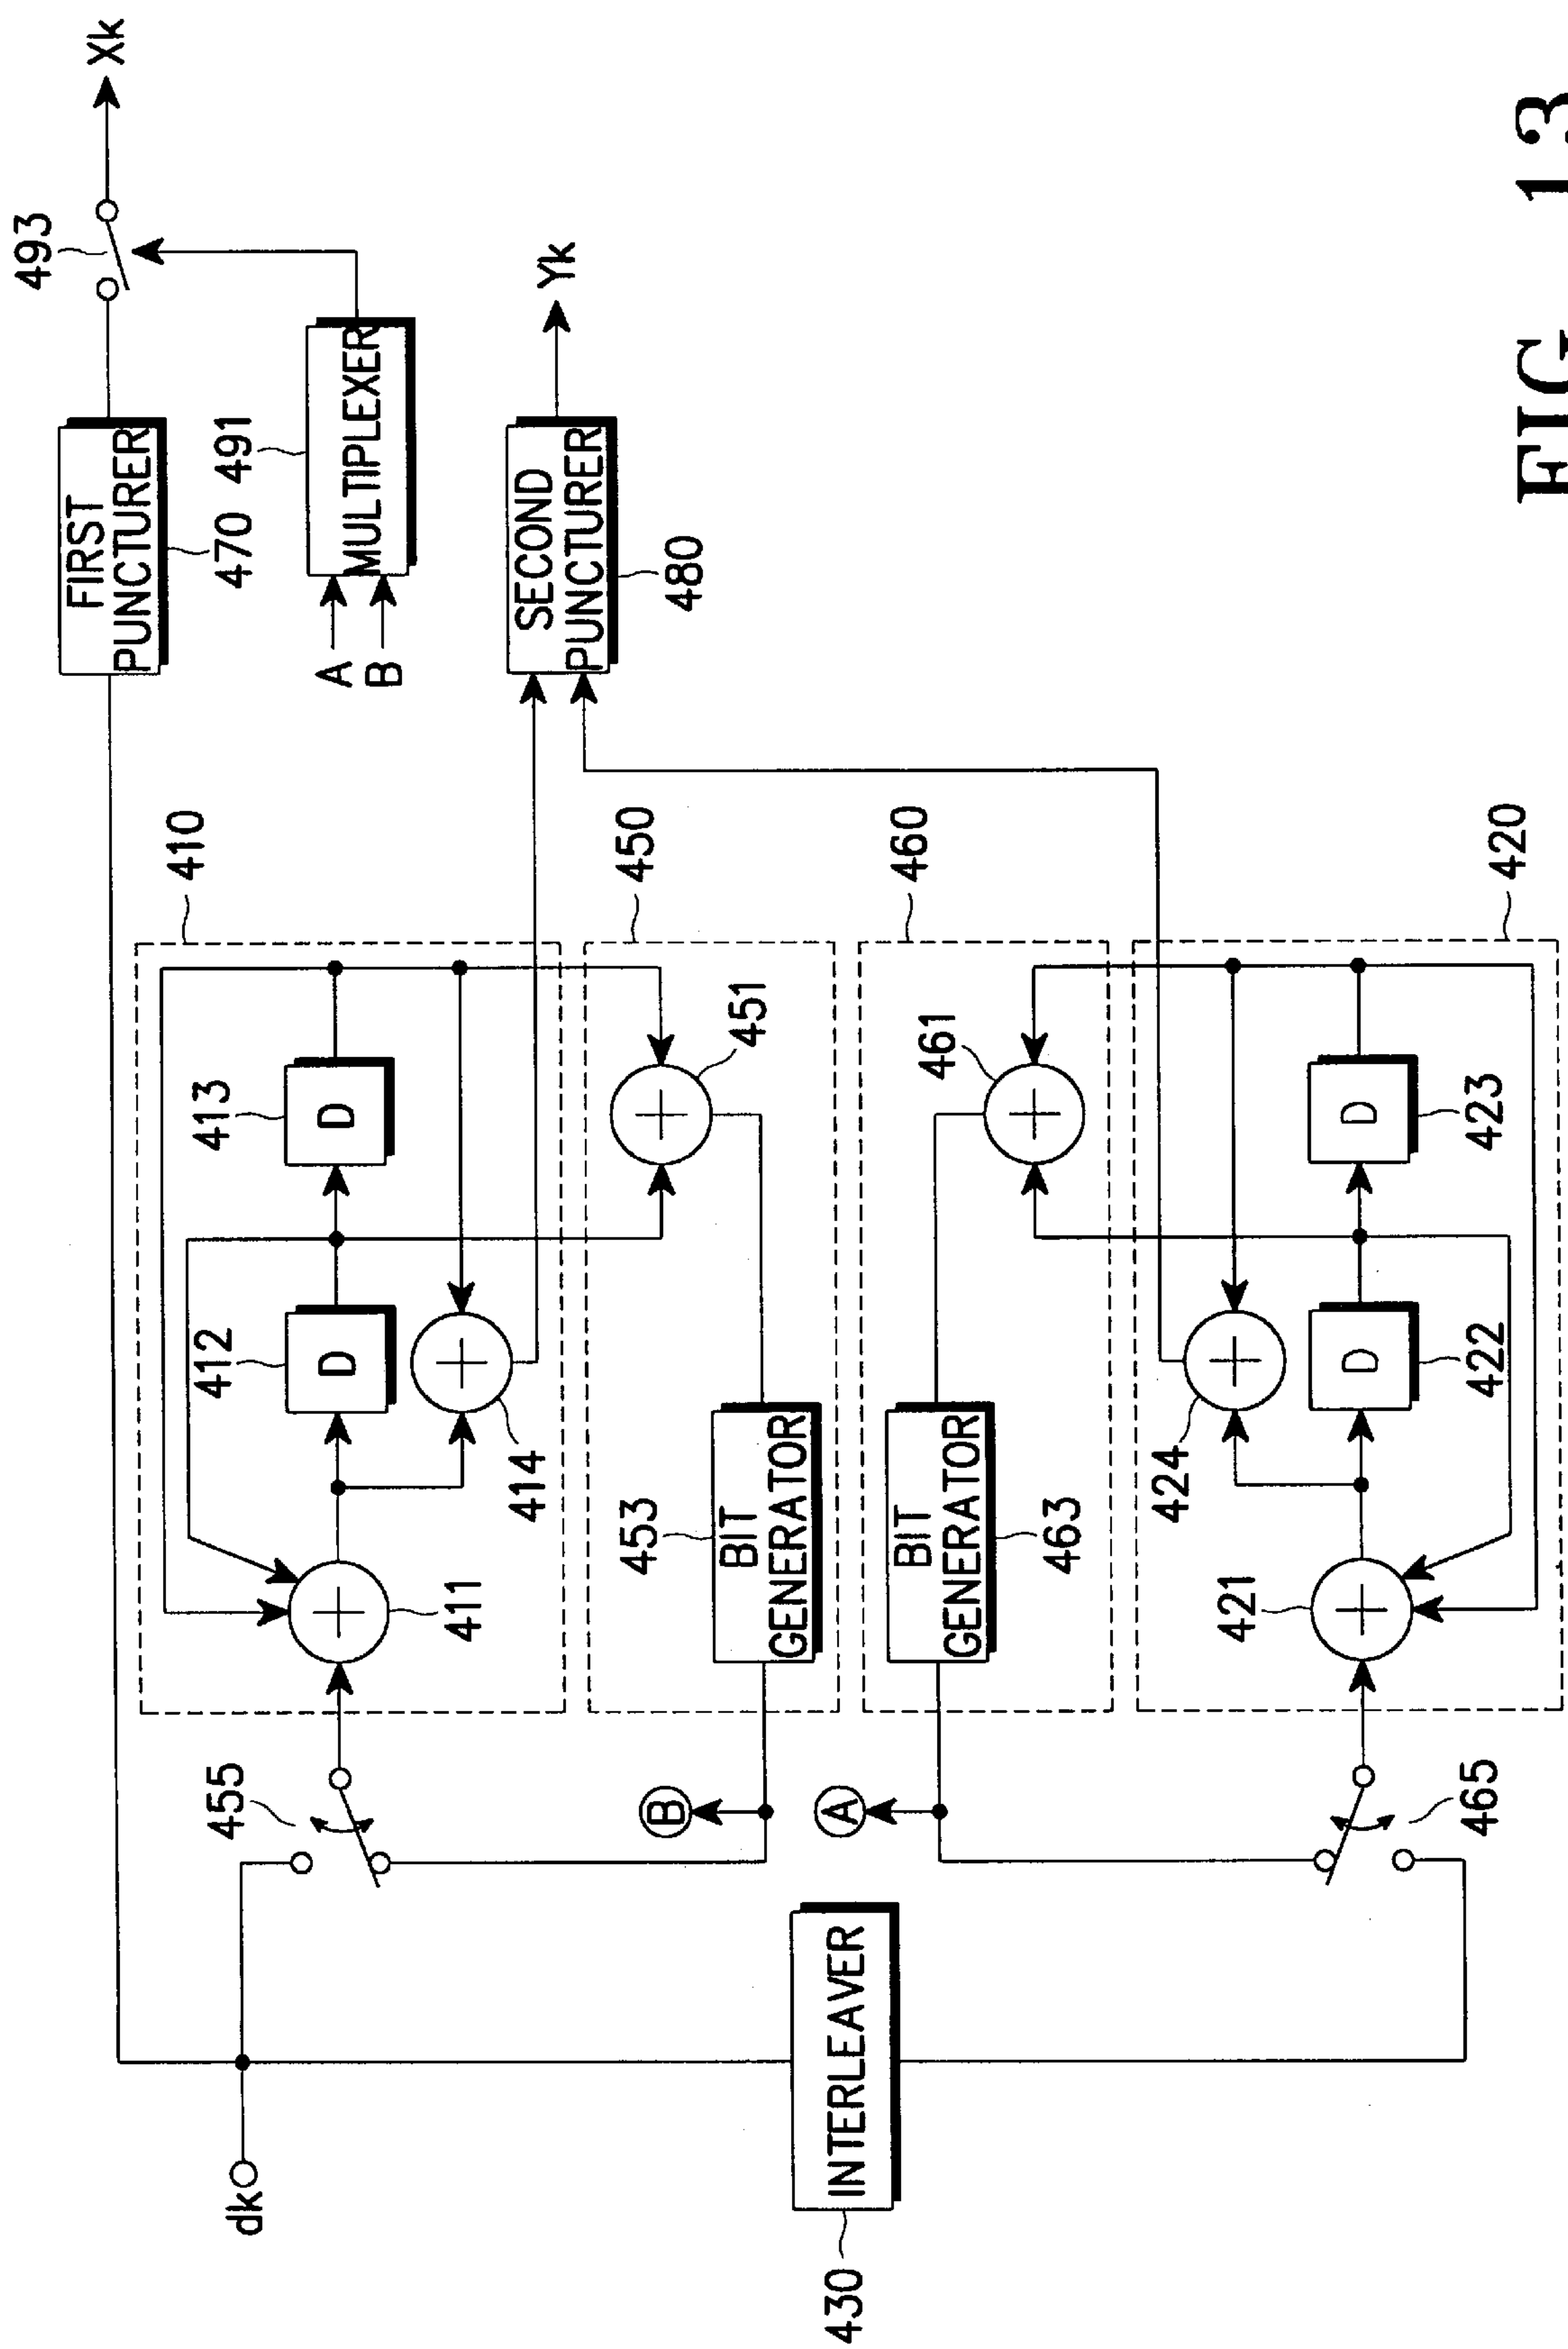 Xk
493
FIRST
PUNCTURER
470
491
MULTIPLEXER
A
B
Yk
SECOND
PUNCTURER
480
410
413
D
412
D
414
411
450
451
453
BIT
GENERATOR
460
461
BIT
GENERATOR
463
420
423
D
422
D
424
421
455
B
A
465
dk
INTERLEAVER
430
FIG. 13